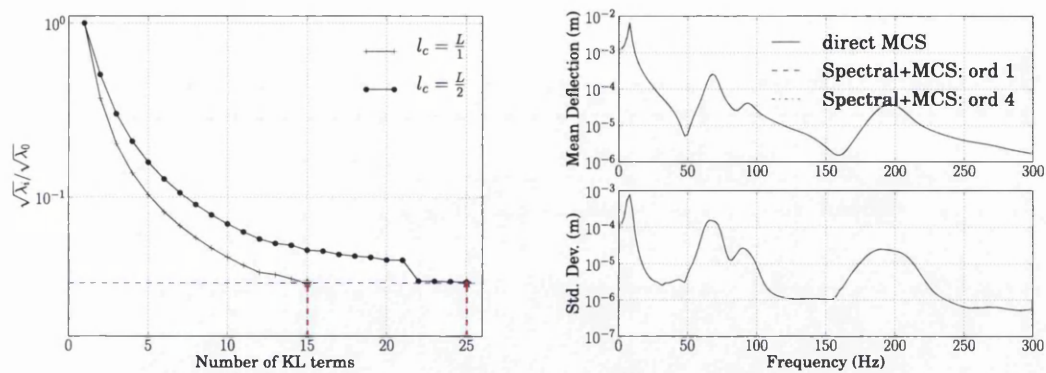 10⁰
10⁻¹
√λᵢ/√λ₀
l_c = L/1
l_c = L/2
0 5 10 15 20 25
Number of KL terms
10⁻²
10⁻³
10⁻⁴
10⁻⁵
10⁻⁶
Mean Deflection (m)
direct MCS
Spectral+MCS: ord 1
Spectral+MCS: ord 4
0 50 100 150 200 250 300
10⁻³
10⁻⁴
10⁻⁵
10⁻⁶
10⁻⁷
Std. Dev. (m)
0 50 100 150 200 250 300
Frequency (Hz)